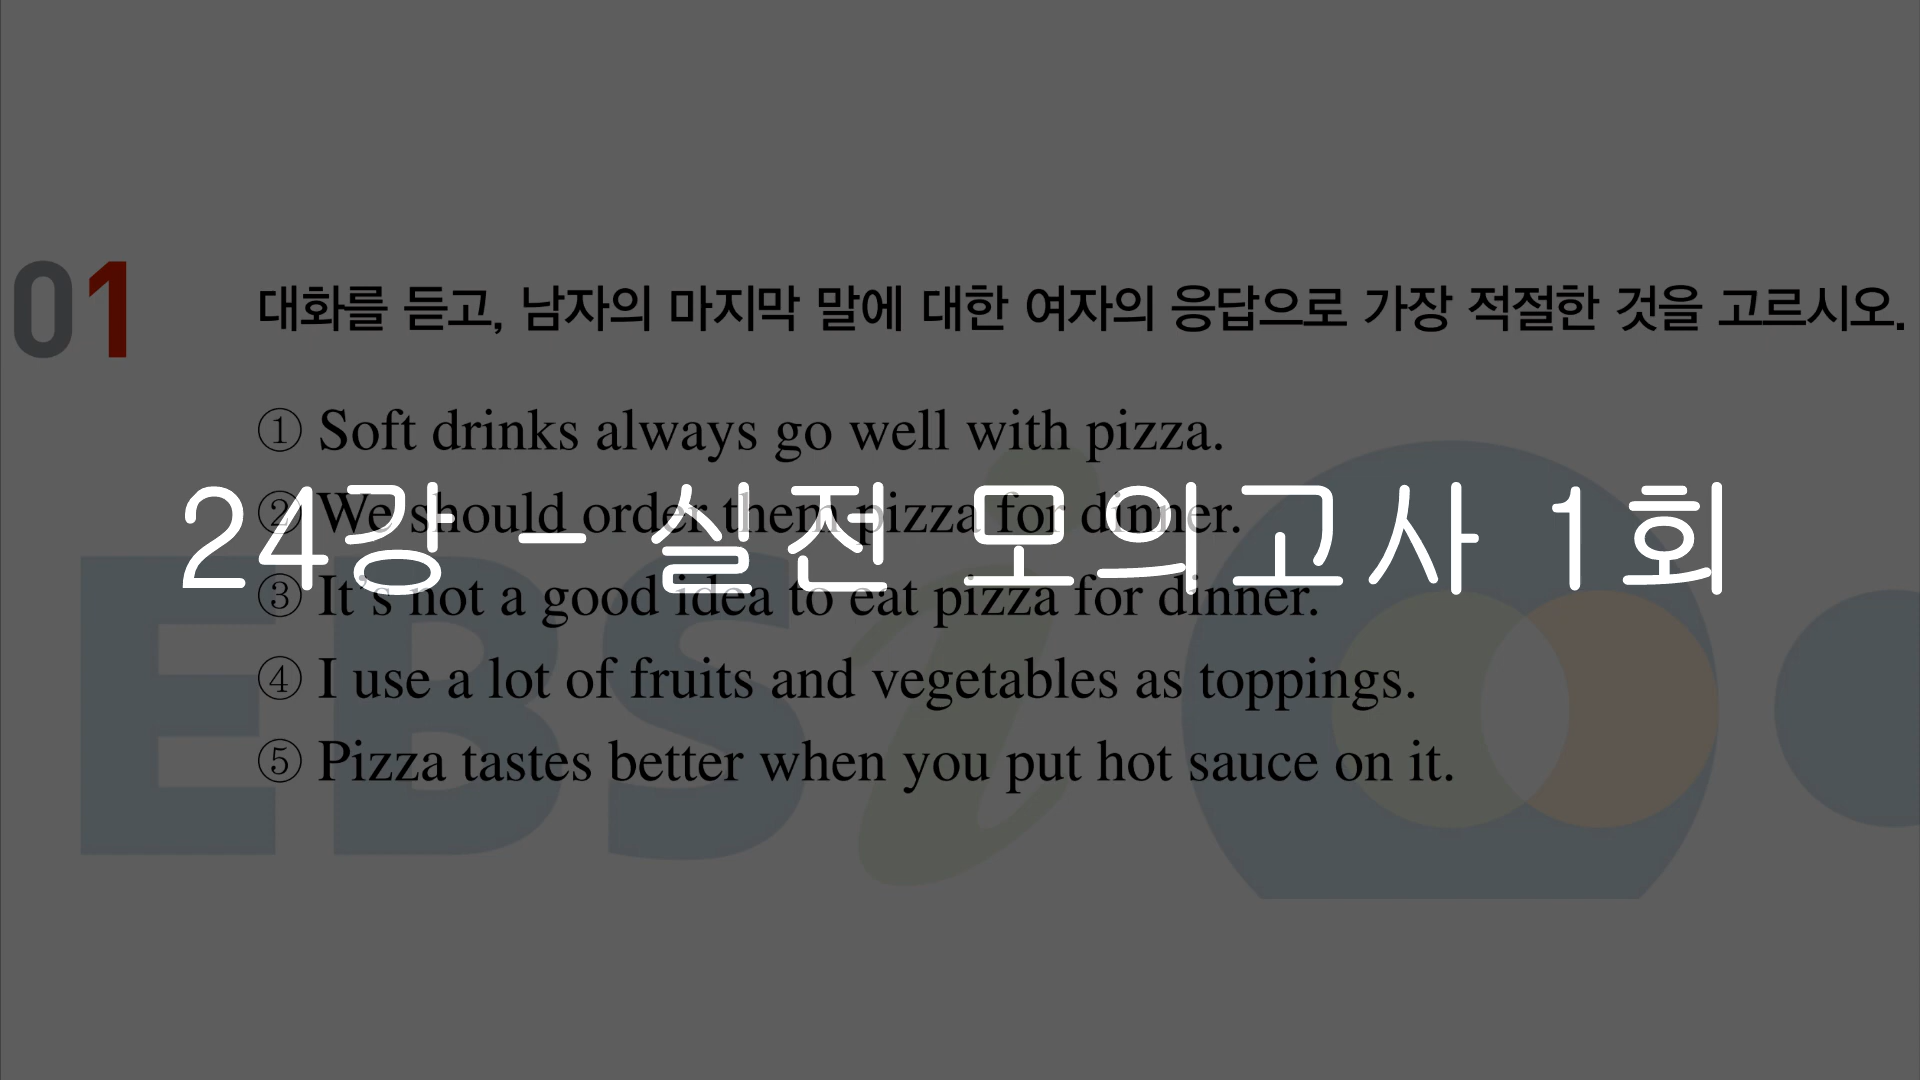 01
대화를 듣고, 남자의 마지막 말에 대한 여자의 응답으로 가장 적절한 것을 고르시오.
① Soft drinks always go well with pizza.
② We should order them pizza for dinner.
24강 - 실전 모의고사 1회
③ It's not a good idea to eat pizza for dinner.
④ I use a lot of fruits and vegetables as toppings.
⑤ Pizza tastes better when you put hot sauce on it.
EBSi